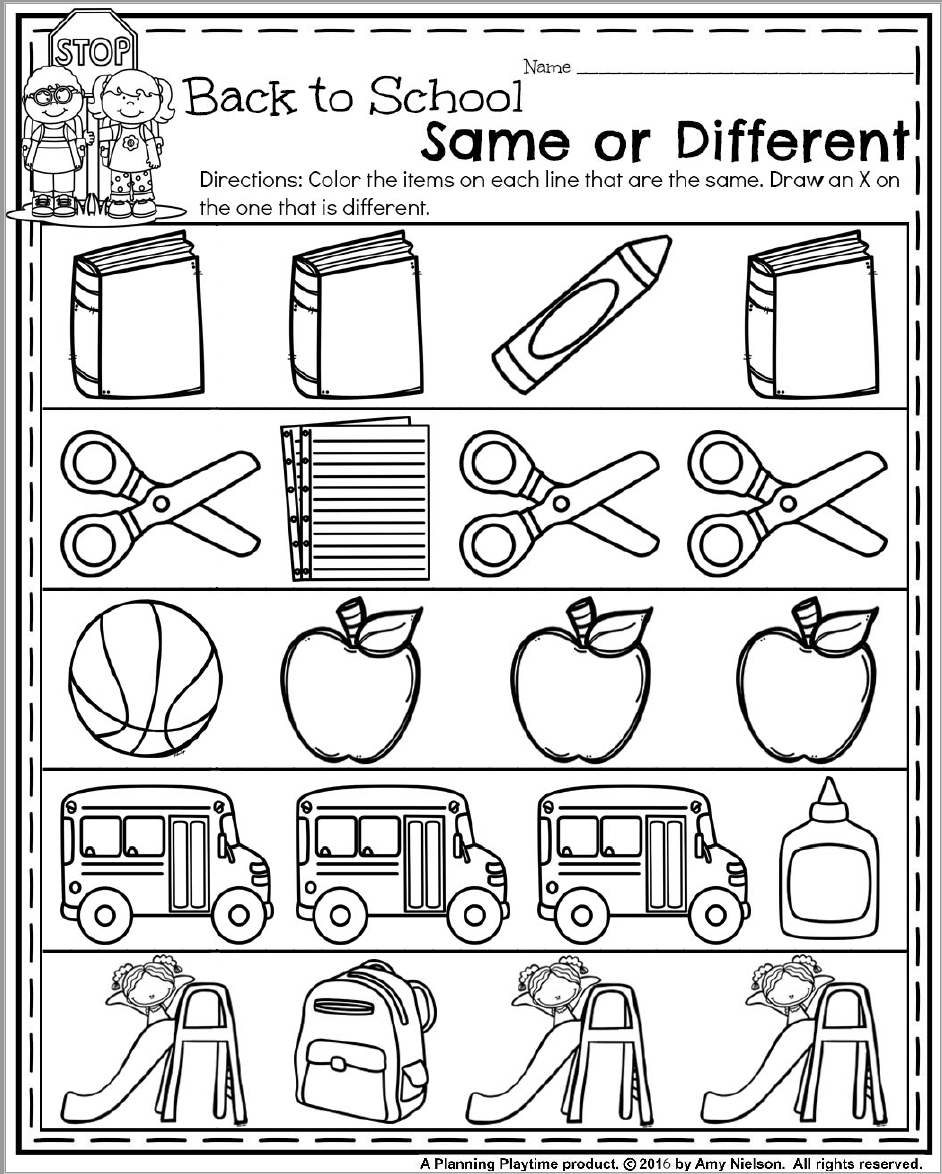 STOP
Name
Back to School
Same or Different
Directions: Color the items on each line that are the same. Draw an X on
the one that is different.
A Planning Playtime product. © 2016 by Amy Nielson. All rights reserved.